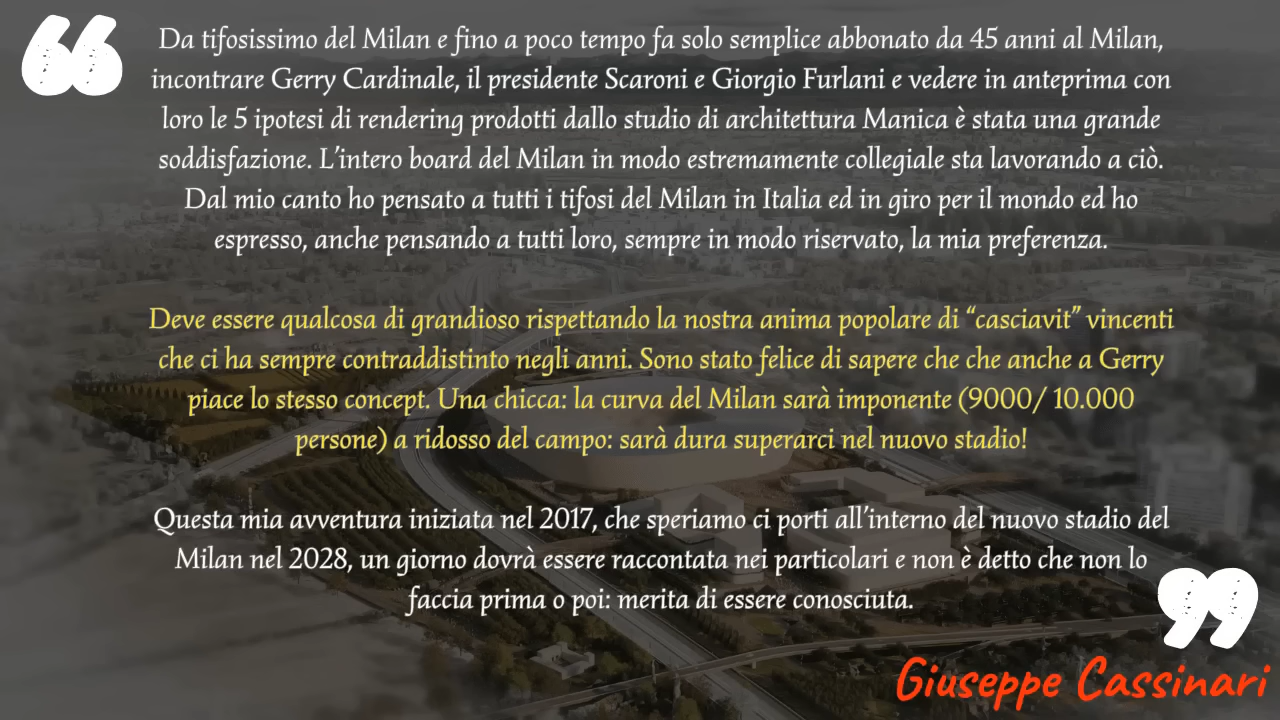 “
Da tifosissimo del Milan e fino a poco tempo fa solo semplice abbonato da 45 anni al Milan,
incontrare Gerry Cardinale, il presidente Scaroni e Giorgio Furlani e vedere in anteprima con
loro le 5 ipotesi di rendering prodotti dallo studio di architettura Manica è stata una grande
soddisfazione. L’intero board del Milan in modo estremamente collegiale sta lavorando a ciò.
Dal mio canto ho pensato a tutti i tifosi del Milan in Italia ed in giro per il mondo ed ho
espresso, anche pensando a tutti loro, sempre in modo riservato, la mia preferenza.
Deve essere qualcosa di grandioso rispettando la nostra anima popolare di “casciavit” vincenti
che ci ha sempre contraddistinto negli anni. Sono stato felice di sapere che che anche a Gerry
piace lo stesso concept. Una chicca: la curva del Milan sarà imponente (9000/ 10.000
persone) a ridosso del campo: sarà dura superarci nel nuovo stadio!
Questa mia avventura iniziata nel 2017, che speriamo ci porti all’interno del nuovo stadio del
Milan nel 2028, un giorno dovrà essere raccontata nei particolari e non è detto che non lo
faccia prima o poi: merita di essere conosciuta.
”
Giuseppe Cassinari